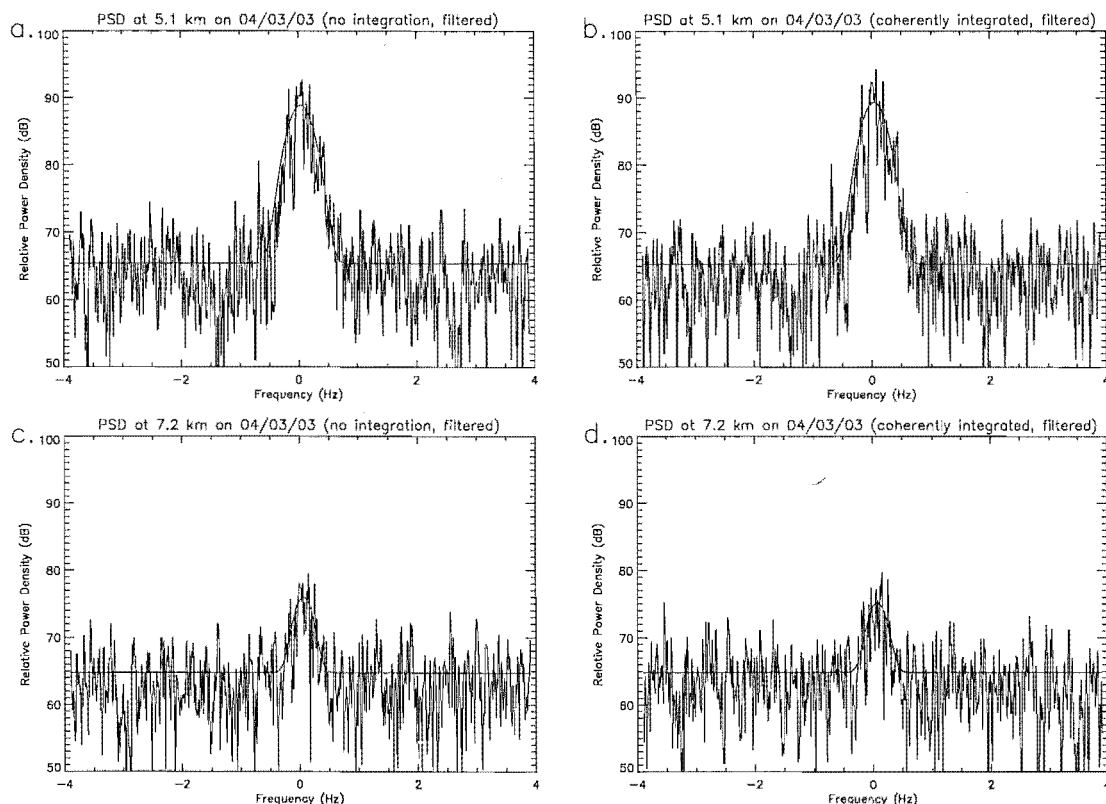 a.
PSD at 5.1 km on 04/03/03 (no integration, filtered)
100
90
80
70
60
50
Relative Power Density (dB)
-4 -2 0 2 4
Frequency (Hz)
b.
PSD at 5.1 km on 04/03/03 (coherently integrated, filtered)
100
90
80
70
60
50
Relative Power Density (dB)
-4 -2 0 2 4
Frequency (Hz)
c.
PSD at 7.2 km on 04/03/03 (no integration, filtered)
100
90
80
70
60
50
Relative Power Density (dB)
-4 -2 0 2 4
Frequency (Hz)
d.
PSD at 7.2 km on 04/03/03 (coherently integrated, filtered)
100
90
80
70
60
50
Relative Power Density (dB)
-4 -2 0 2 4
Frequency (Hz)